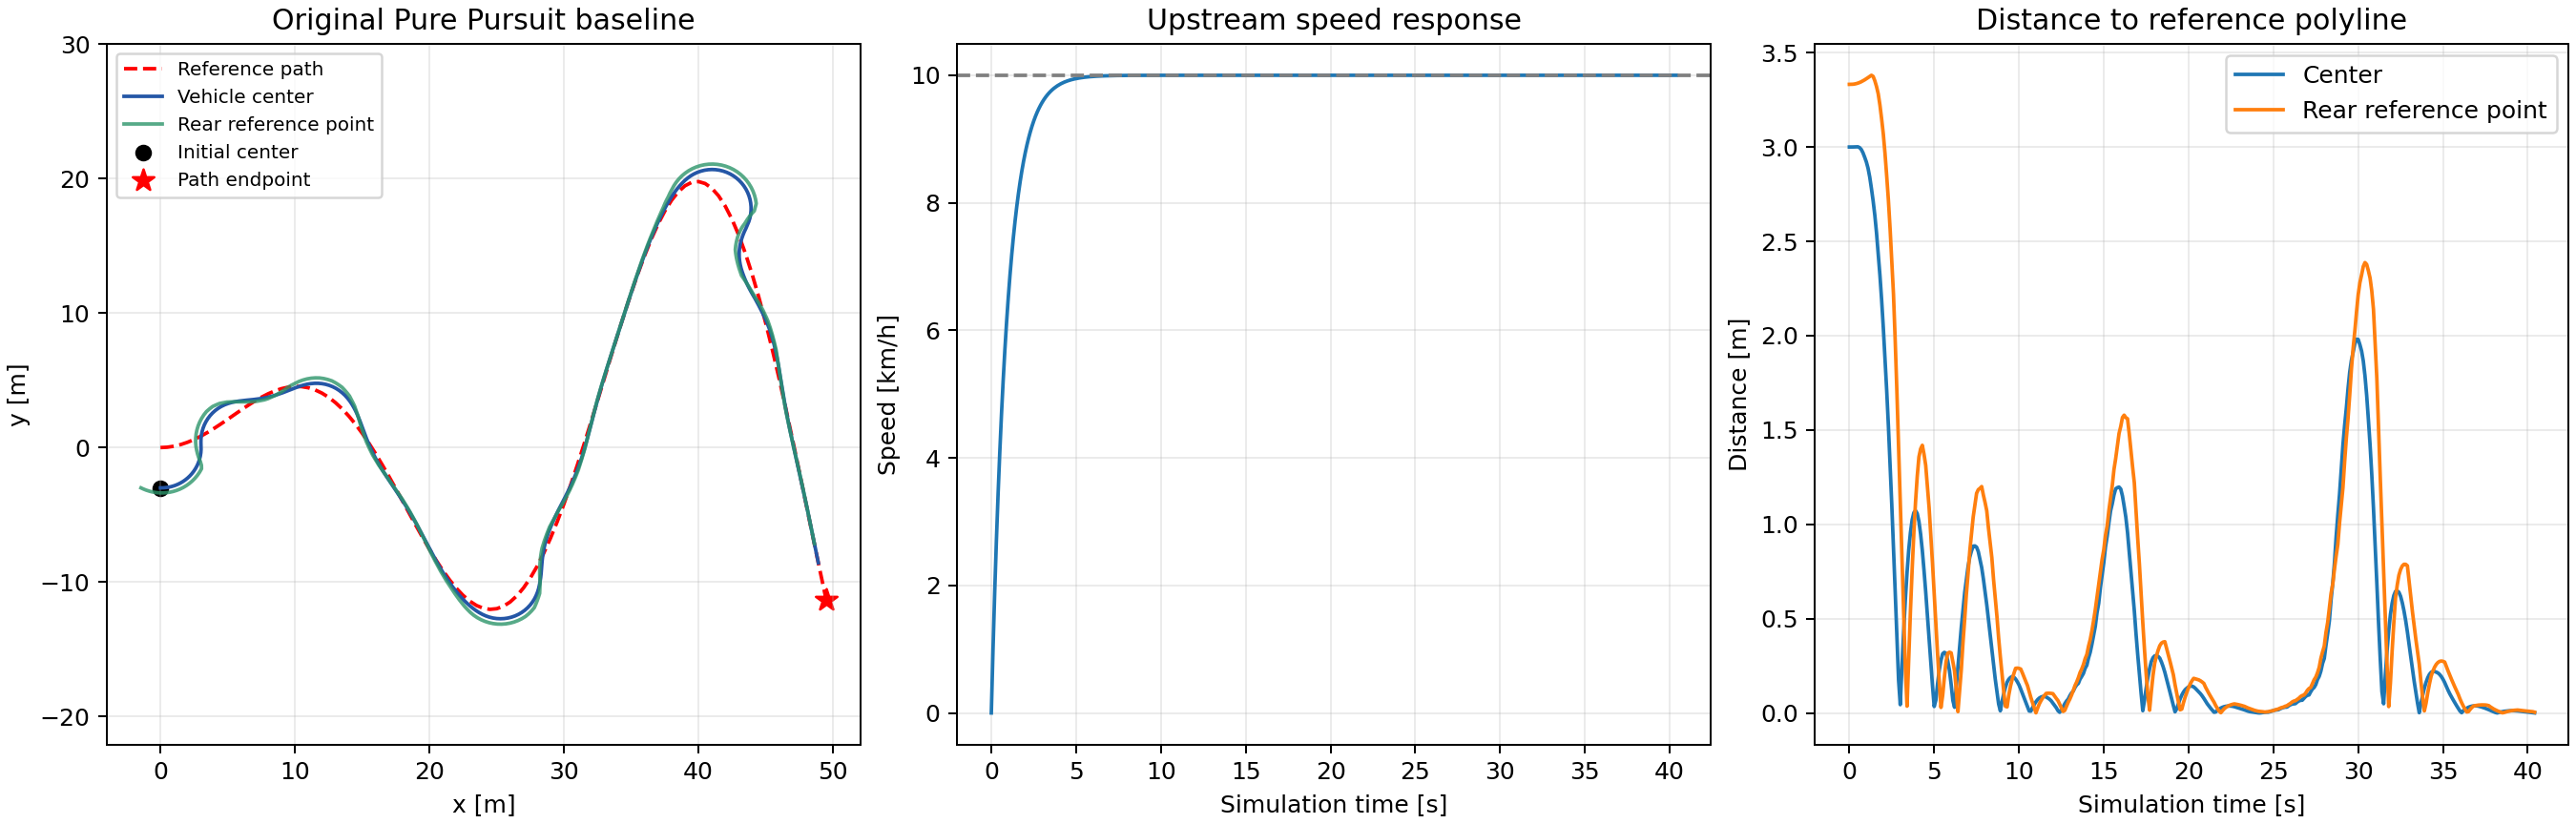 Original Pure Pursuit baseline
30
20
10
0
−10
−20
y [m]
Reference path
Vehicle center
Rear reference point
Initial center
Path endpoint
0 10 20 30 40 50
x [m]
Upstream speed response
10
8
6
4
2
0
Speed [km/h]
0 5 10 15 20 25 30 35 40
Simulation time [s]
Distance to reference polyline
3.5
3.0
2.5
2.0
1.5
1.0
0.5
0.0
Distance [m]
Center
Rear reference point
0 5 10 15 20 25 30 35 40
Simulation time [s]